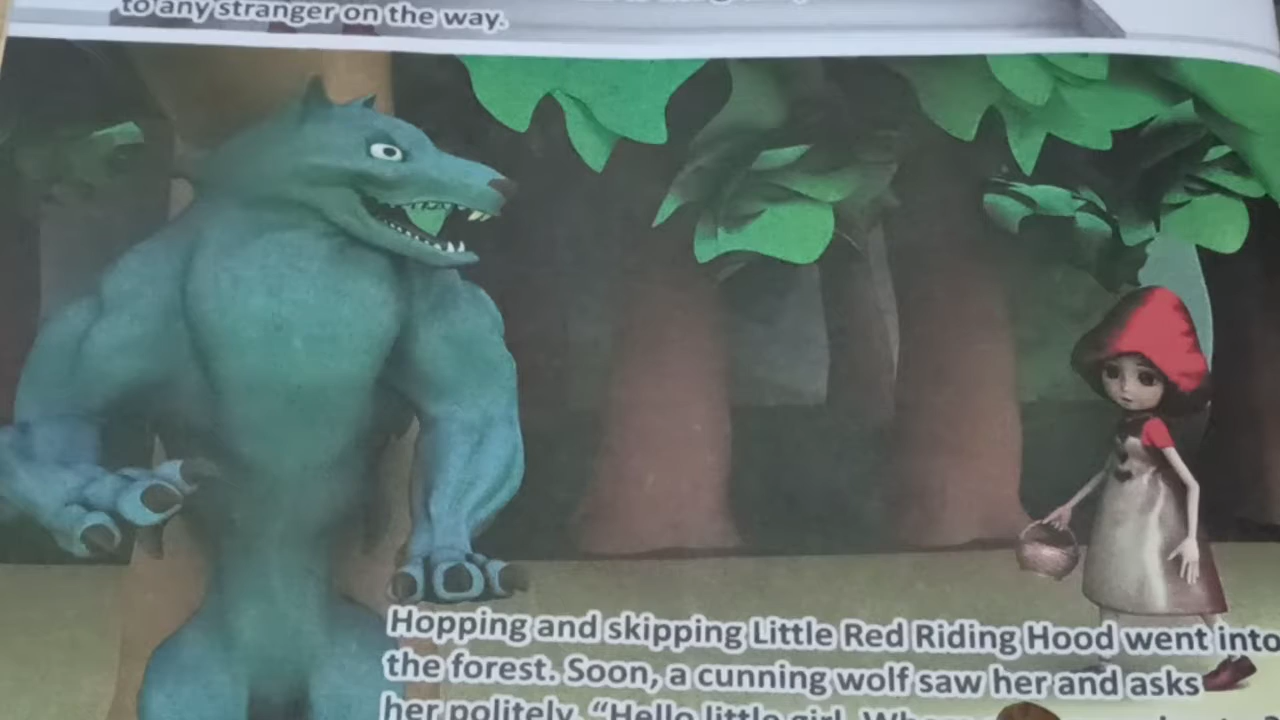 to any stranger on the way.
Hopping and skipping Little Red Riding Hood went into
the forest. Soon, a cunning wolf saw her and asks
her politely, "Hello little girl.